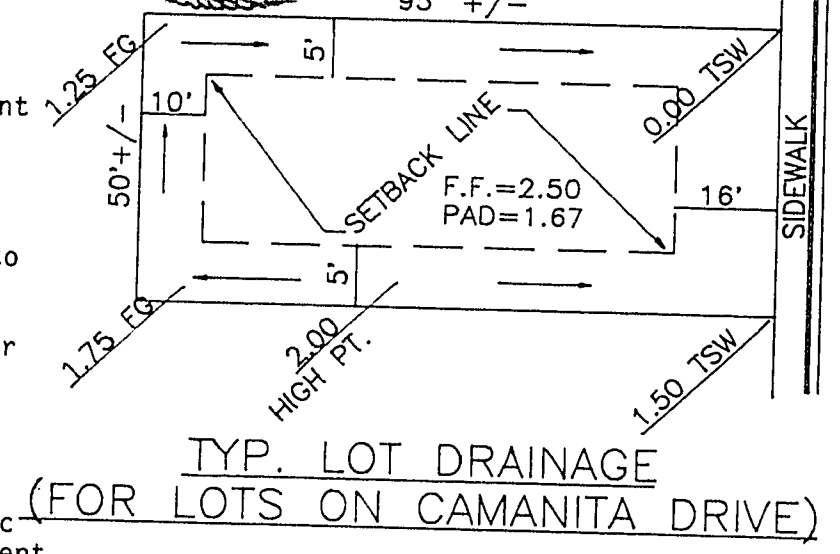 95' +/-
5'
1.25 FG
nt
10'
0.00 TSW
50'+/-
SETBACK LINE
F.F.=2.50
PAD=1.67
16'
SIDEWALK
to
5'
1.75 FG
r
2.00
HIGH PT.
1.50 TSW
TYP. LOT DRAINAGE
(FOR LOTS ON CAMANITA DRIVE)
c
ent